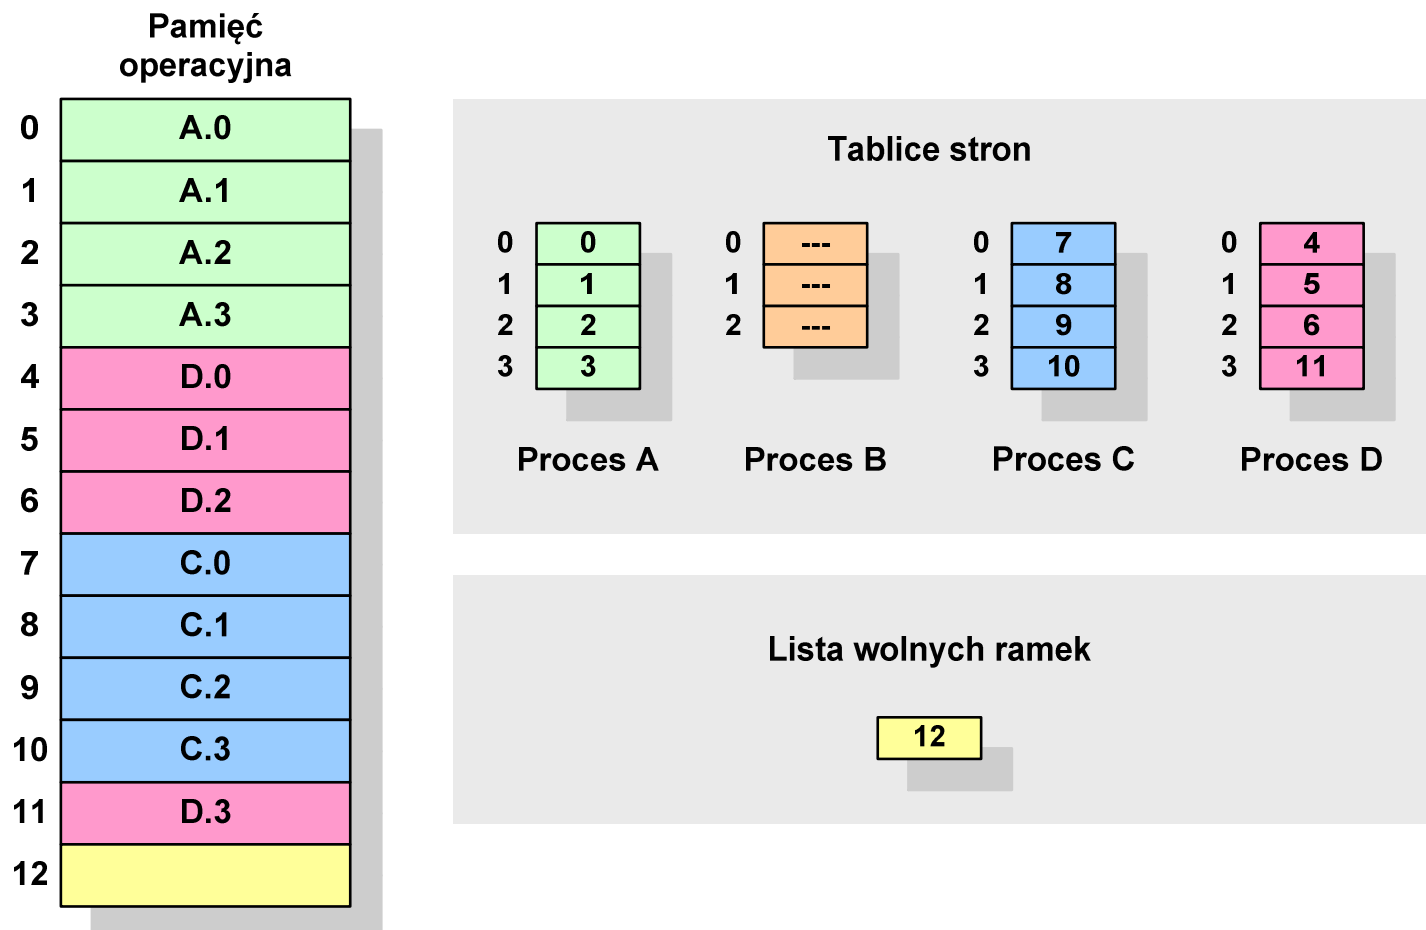 Pamięć
operacyjna
0 A.0
1 A.1
2 A.2
3 A.3
4 D.0
5 D.1
6 D.2
7 C.0
8 C.1
9 C.2
10 C.3
11 D.3
12
Tablice stron
0 0 0 --- 0 7 0 4
1 1 1 --- 1 8 1 5
2 2 2 --- 2 9 2 6
3 3 3 10 3 11
Proces A Proces B Proces C Proces D
Lista wolnych ramek
12